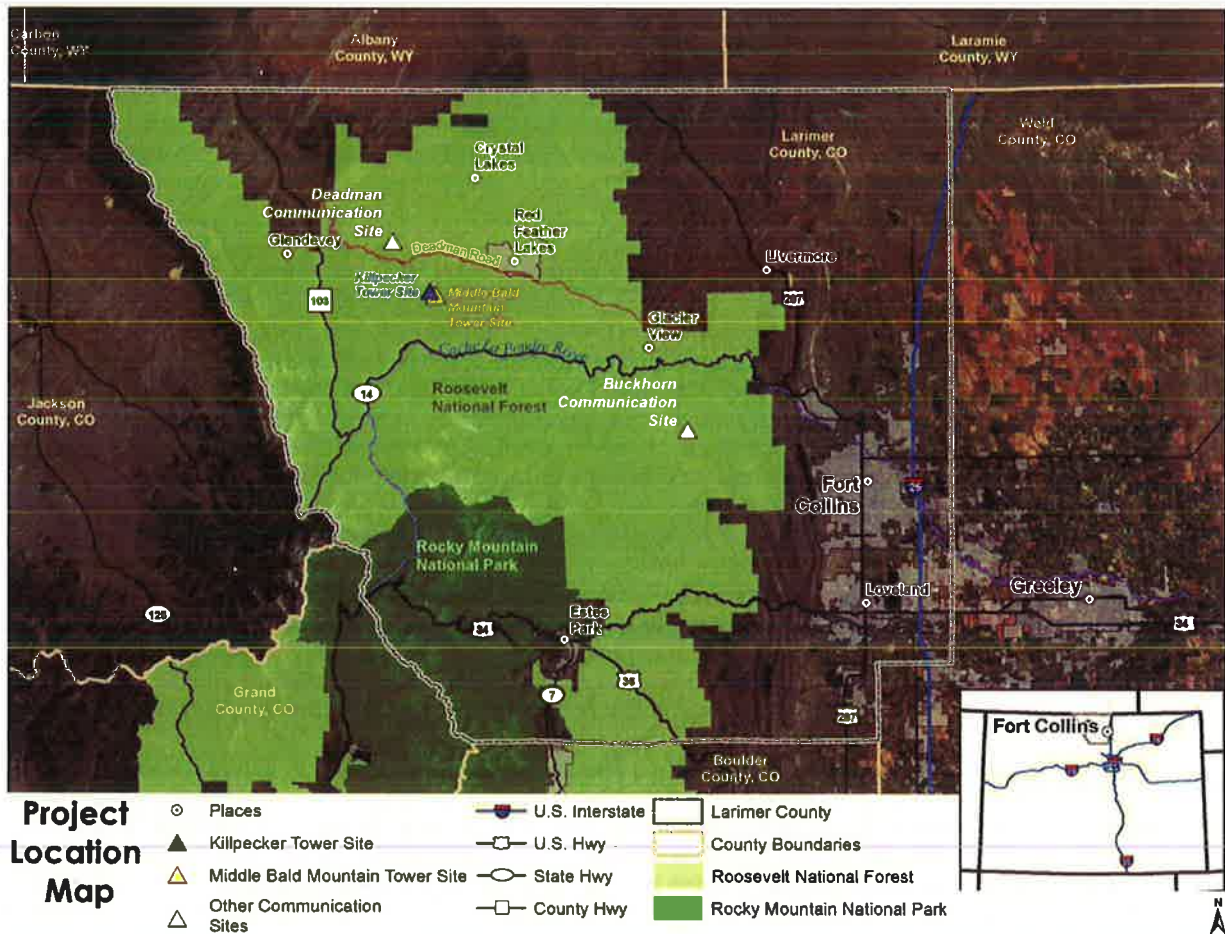 Carbon
County, WY
Albany
County, WY
Laramie
County, WY
Weld
County, CO
Larimer
County, CO
Crystal
Lakes
Deadman
Communication
Site
Red
Feather
Lakes
Glendevey
Deadman Road
Livermore
Killpecker
Tower Site
Middle Bald
Mountain
Tower Site
103
287
Glacier
View
Cache La Poudre River
14
Roosevelt
National Forest
Buckhorn
Communication
Site
Jackson
County, CO
Fort
Collins
25
Rocky Mountain
National Park
Loveland
Greeley
125
34
Estes
Park
34
36
7
Grand
County, CO
287
Boulder
County, CO
Fort Collins
Project
Location
Map
Places
Killpecker Tower Site
Middle Bald Mountain Tower Site
Other Communication
Sites
U.S. Interstate
U.S. Hwy
State Hwy
County Hwy
Larimer County
County Boundaries
Roosevelt National Forest
Rocky Mountain National Park
N